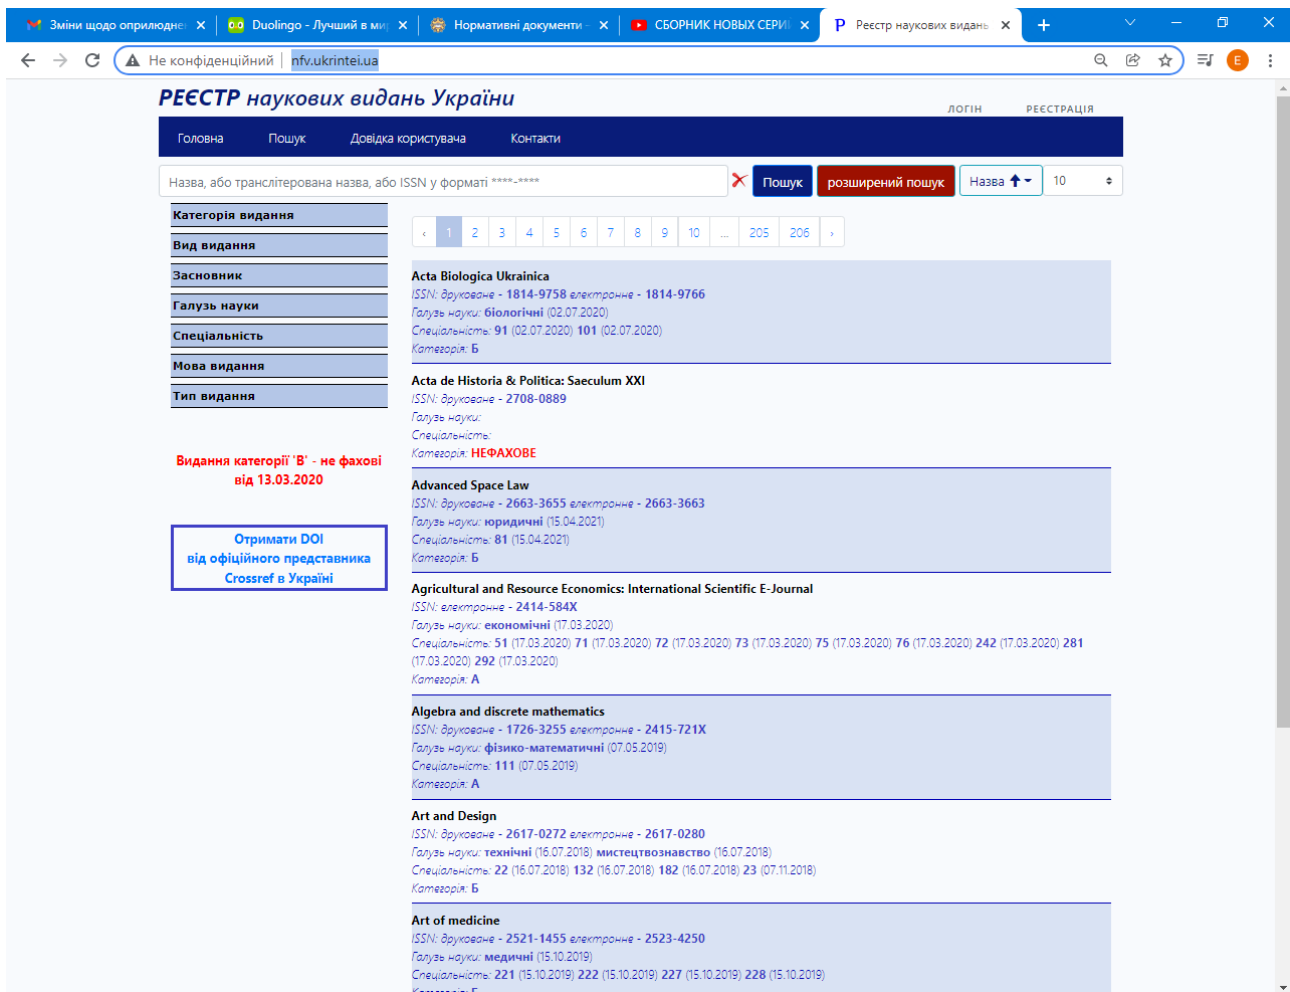 Зміни щодо оприлюдне
Duolingo - Лучший в ми
Нормативні документи -
СБОРНИК НОВЫХ СЕРИ
Реєстр наукових видань
Не конфіденційний | nfv.ukrintei.ua
E
РЕЄСТР наукових видань України
ЛОГІН РЕЄСТРАЦІЯ
Головна Пошук Довідка користувача Контакти
Назва, або транслітерована назва, або ISSN у форматі ****-**** Пошук розширений пошук Назва 10
Категорія видання
Вид видання
Засновник
Галузь науки
Спеціальність
Мова видання
Тип видання
Видання категорії "В" - не фахові
від 13.03.2020
Отримати DOI
від офіційного представника
Crossref в Україні
‹ 1 2 3 4 5 6 7 8 9 10 ... 205 206 ›
Acta Biologica Ukrainica
ISSN: друковане - 1814-9758 електронне - 1814-9766
Галузь науки: біологічні (02.07.2020)
Спеціальність: 91 (02.07.2020) 101 (02.07.2020)
Категорія: Б
Acta de Historia & Politica: Saeculum XXI
ISSN: друковане - 2708-0889
Галузь науки:
Спеціальність:
Категорія: НЕФАХОВЕ
Advanced Space Law
ISSN: друковане - 2663-3655 електронне - 2663-3663
Галузь науки: юридичні (15.04.2021)
Спеціальність: 81 (15.04.2021)
Категорія: Б
Agricultural and Resource Economics: International Scientific E-Journal
ISSN: електронне - 2414-584X
Галузь науки: економічні (17.03.2020)
Спеціальність: 51 (17.03.2020) 71 (17.03.2020) 72 (17.03.2020) 73 (17.03.2020) 75 (17.03.2020) 76 (17.03.2020) 242 (17.03.2020) 281
(17.03.2020) 292 (17.03.2020)
Категорія: А
Algebra and discrete mathematics
ISSN: друковане - 1726-3255 електронне - 2415-721X
Галузь науки: фізико-математичні (07.05.2019)
Спеціальність: 111 (07.05.2019)
Категорія: А
Art and Design
ISSN: друковане - 2617-0272 електронне - 2617-0280
Галузь науки: технічні (16.07.2018) мистецтвознавство (16.07.2018)
Спеціальність: 22 (16.07.2018) 132 (16.07.2018) 182 (16.07.2018) 23 (07.11.2018)
Категорія: Б
Art of medicine
ISSN: друковане - 2521-1455 електронне - 2523-4250
Галузь науки: медичні (15.10.2019)
Спеціальність: 221 (15.10.2019) 222 (15.10.2019) 227 (15.10.2019) 228 (15.10.2019)
Категорія: Б